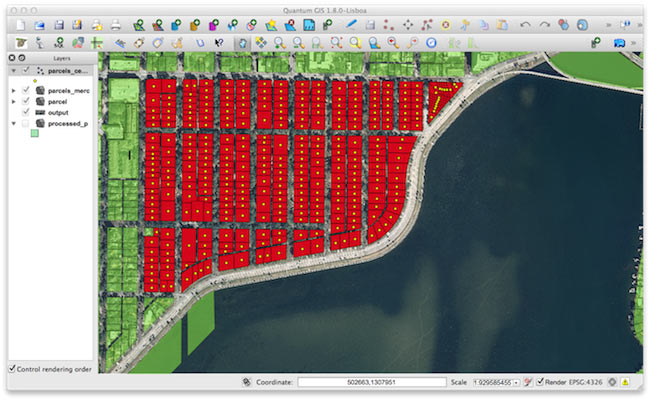 Quantum GIS 1.8.0-Lisboa
Layers
parcels_ce...
parcels_merc
parcel
output
processed_p
Control rendering order
Coordinate: 502663,1307951 Scale 1.929585455 Render EPSG:4326